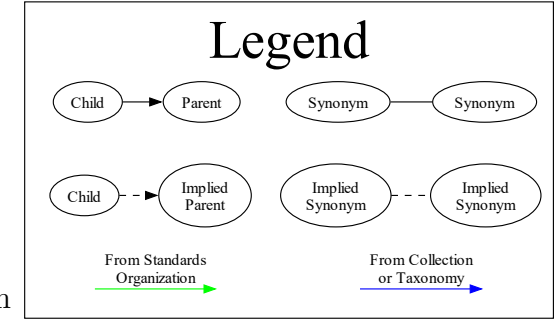 Legend
Child Parent Synonym Synonym
Child Implied Parent Implied Synonym Implied Synonym
From Standards Organization
From Collection or Taxonomy